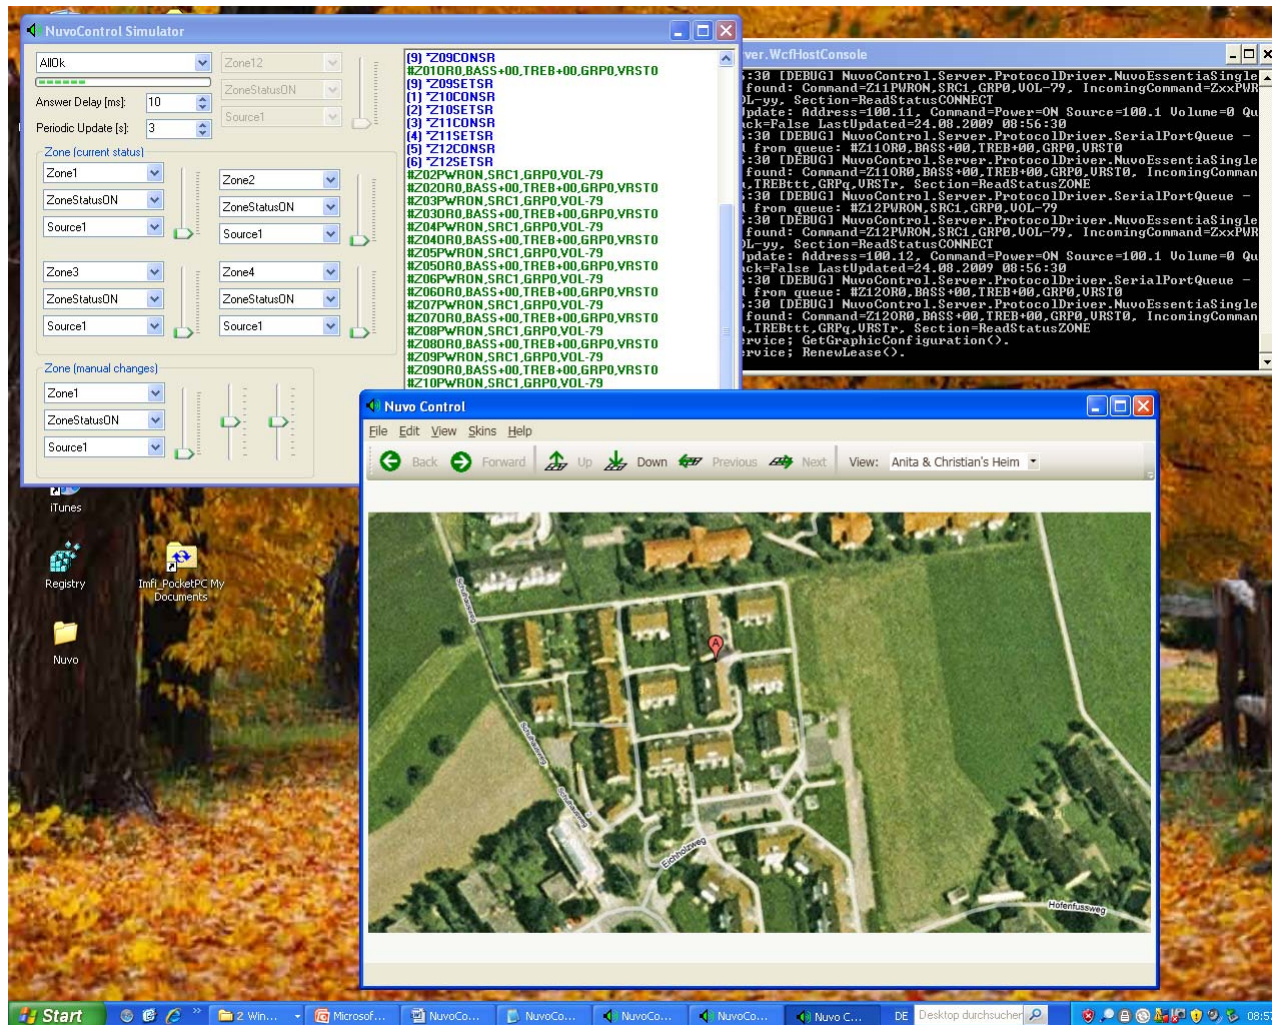 NuvoControl Simulator
AllOk
Zone12
ZoneStatusON
Source1
Answer Delay [ms]:
10
Periodic Update [s]:
3
Zone (current status)
Zone1
ZoneStatusON
Source1
Zone2
ZoneStatusON
Source1
Zone3
ZoneStatusON
Source1
Zone4
ZoneStatusON
Source1
Zone (manual changes)
Zone1
ZoneStatusON
Source1
(9) *Z09CONSR
#Z01OR0,BASS+00,TREB+00,GRP0,VRST0
(9) *Z09SETSR
(1) *Z10CONSR
(2) *Z10SETSR
(3) *Z11CONSR
(4) *Z11SETSR
(5) *Z12CONSR
(6) *Z12SETSR
#Z02PWRON,SRC1,GRP0,VOL-79
#Z02OR0,BASS+00,TREB+00,GRP0,VRST0
#Z03PWRON,SRC1,GRP0,VOL-79
#Z03OR0,BASS+00,TREB+00,GRP0,VRST0
#Z04PWRON,SRC1,GRP0,VOL-79
#Z04OR0,BASS+00,TREB+00,GRP0,VRST0
#Z05PWRON,SRC1,GRP0,VOL-79
#Z05OR0,BASS+00,TREB+00,GRP0,VRST0
#Z06PWRON,SRC1,GRP0,VOL-79
#Z06OR0,BASS+00,TREB+00,GRP0,VRST0
#Z07PWRON,SRC1,GRP0,VOL-79
#Z07OR0,BASS+00,TREB+00,GRP0,VRST0
#Z08PWRON,SRC1,GRP0,VOL-79
#Z08OR0,BASS+00,TREB+00,GRP0,VRST0
#Z09PWRON,SRC1,GRP0,VOL-79
#Z09OR0,BASS+00,TREB+00,GRP0,VRST0
#Z10PWRON,SRC1,GRP0,VOL-79
ver.WcfHostConsole
5:30 [DEBUG] NuvoControl.Server.ProtocolDriver.NuvoEssentiaSingle
found: Command=Z11PWRON,SRC1,GRP0,VOL-79, IncomingCommand=ZxxPWR
OL-yy, Section=ReadStatusCONNECT
Update: Address=100.11, Command=Power=ON Source=100.1 Volume=0 Qu
ack=False LastUpdated=24.08.2009 08:56:30
5:30 [DEBUG] NuvoControl.Server.ProtocolDriver.SerialPortQueue -
d from queue: #Z11OR0,BASS+00,TREB+00,GRP0,VRST0
5:30 [DEBUG] NuvoControl.Server.ProtocolDriver.NuvoEssentiaSingle
found: Command=Z11OR0,BASS+00,TREB+00,GRP0,VRST0, IncomingComman
,TREBttt,GRPq,VRSTr, Section=ReadStatusZONE
5:30 [DEBUG] NuvoControl.Server.ProtocolDriver.SerialPortQueue -
d from queue: #Z12PWRON,SRC1,GRP0,VOL-79
5:30 [DEBUG] NuvoControl.Server.ProtocolDriver.NuvoEssentiaSingle
found: Command=Z12PWRON,SRC1,GRP0,VOL-79, IncomingCommand=ZxxPWR
OL-yy, Section=ReadStatusCONNECT
Update: Address=100.12, Command=Power=ON Source=100.1 Volume=0 Qu
ack=False LastUpdated=24.08.2009 08:56:30
5:30 [DEBUG] NuvoControl.Server.ProtocolDriver.SerialPortQueue -
d from queue: #Z12OR0,BASS+00,TREB+00,GRP0,VRST0
5:30 [DEBUG] NuvoControl.Server.ProtocolDriver.NuvoEssentiaSingle
found: Command=Z12OR0,BASS+00,TREB+00,GRP0,VRST0, IncomingComman
,TREBttt,GRPq,VRSTr, Section=ReadStatusZONE
ervice; GetGraphicConfiguration().
ervice; RenewLease().
Nuvo Control
File Edit View Skins Help
Back Forward Up Down Previous Next View: Anita & Christian's Heim
A
Schulhausweg
Schulhausweg
Schulhausweg
Eichholzweg
Hofenfussweg
iTunes
Registry
Imfi_PocketPC My
Documents
Nuvo
Start
2 Win...
Microsof...
NuvoCo...
NuvoCo...
NuvoCo...
NuvoCo...
Nuvo C...
DE
Desktop durchsuchen
08:57